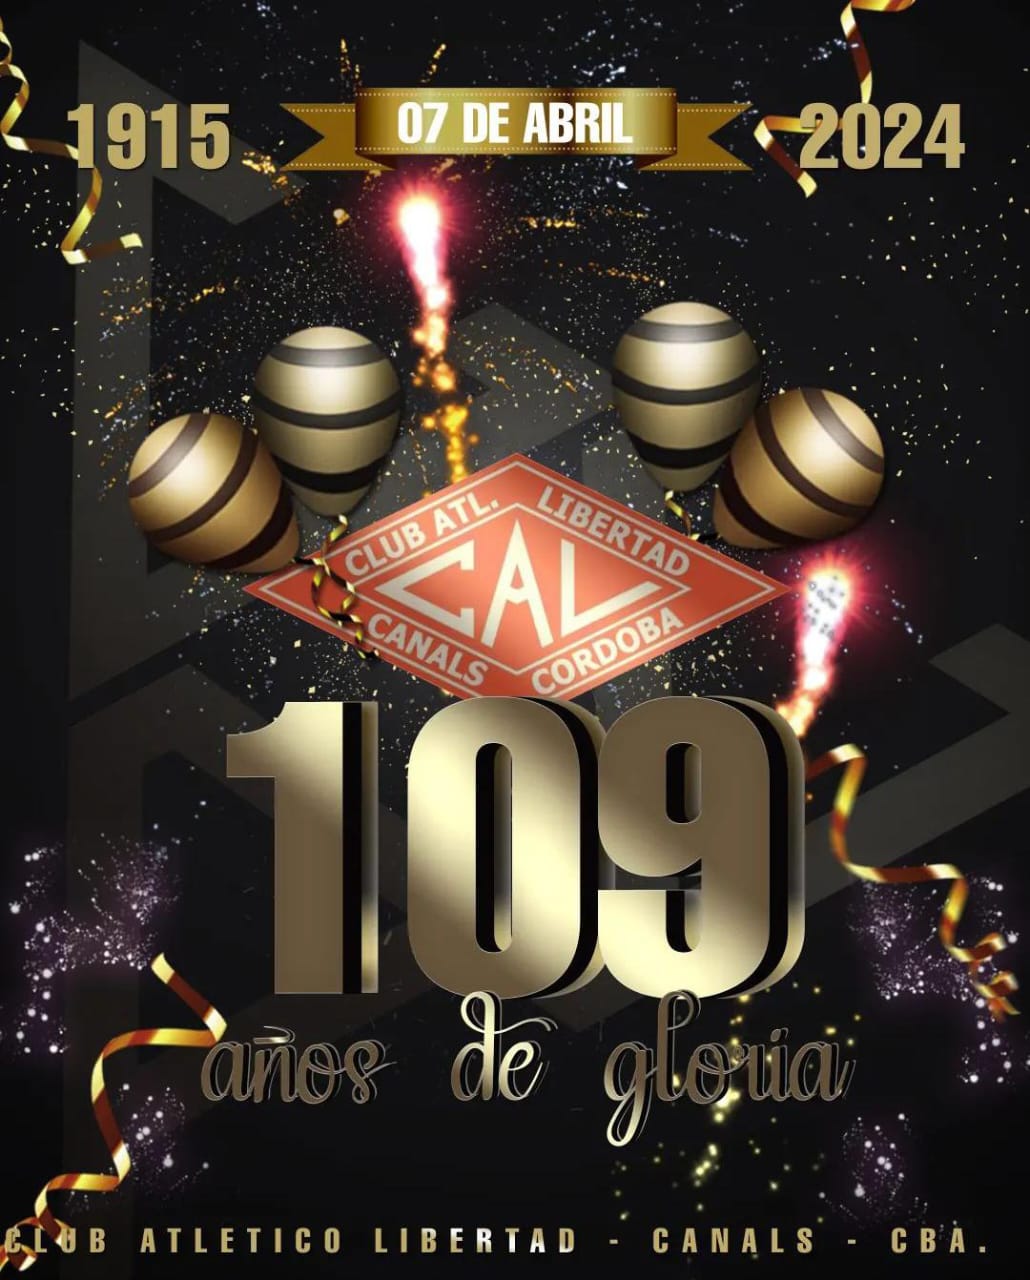 1915
07 DE ABRIL
2024
CLUB ATL.
LIBERTAD
CAL
CANALS
CORDOBA
109
años de gloria
CLUB ATLETICO LIBERTAD - CANALS - CBA.